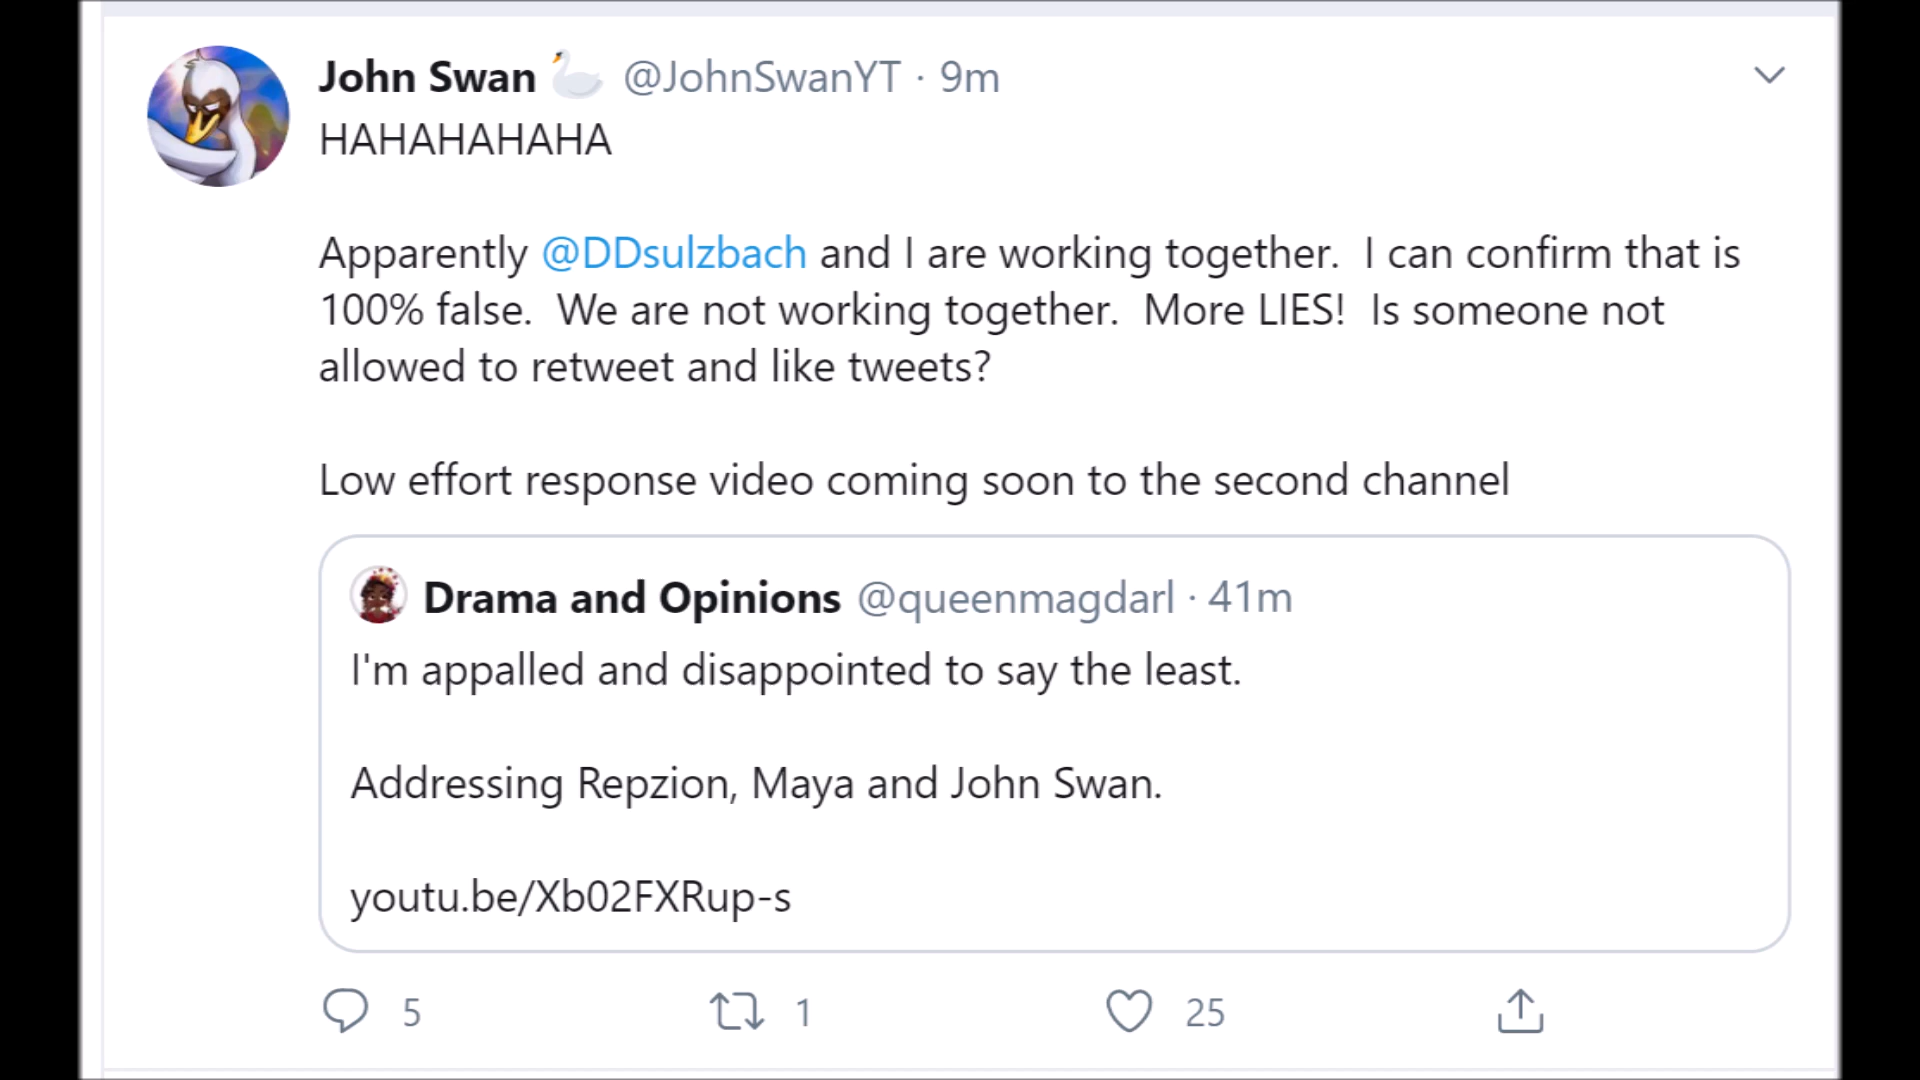 John Swan 🦢 @JohnSwanYT · 9m
HAHAHAHAHA
Apparently @DDsulzbach and I are working together.  I can confirm that is
100% false.  We are not working together.  More LIES!  Is someone not
allowed to retweet and like tweets?
Low effort response video coming soon to the second channel
Drama and Opinions @queenmagdarl · 41m
I'm appalled and disappointed to say the least.
Addressing Repzion, Maya and John Swan.
youtu.be/Xb02FXRup-s
5 1 25